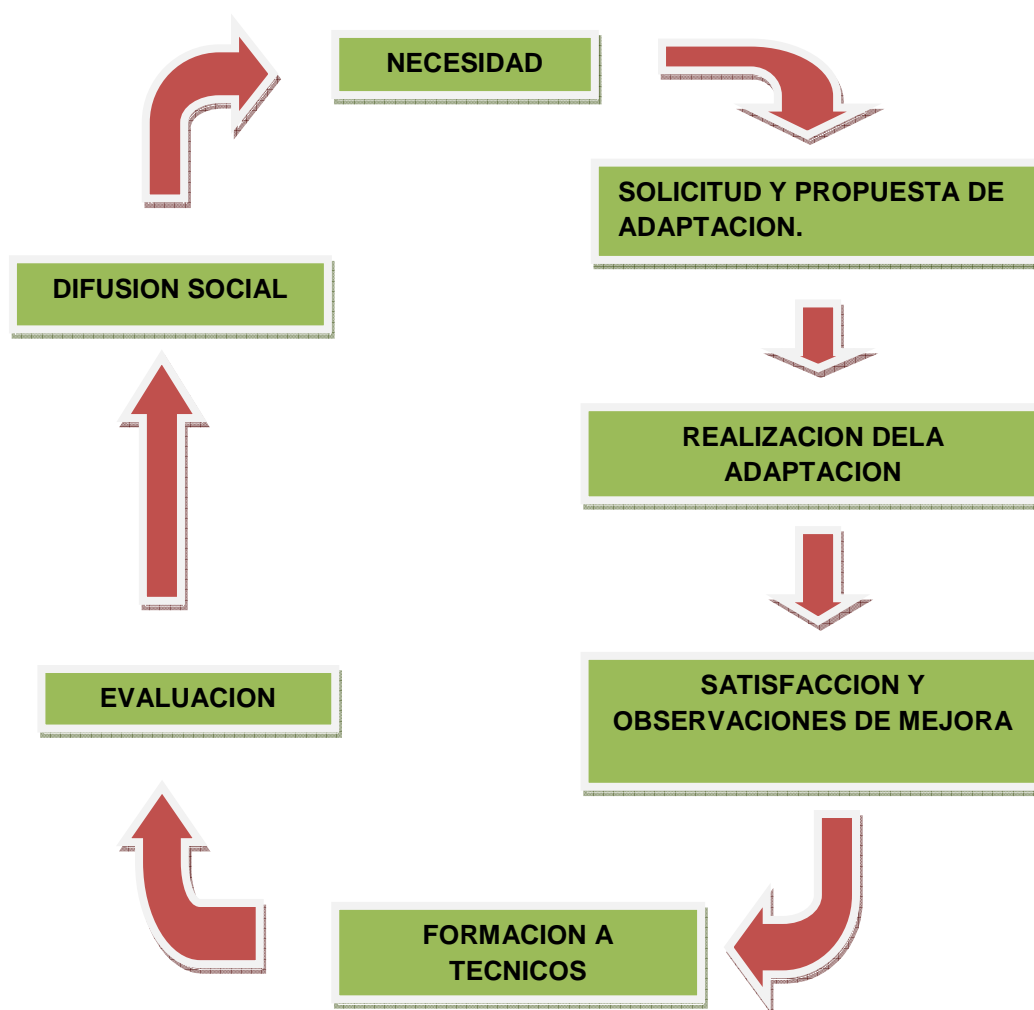 NECESIDAD
SOLICITUD Y PROPUESTA DE
ADAPTACION.
REALIZACION DELA
ADAPTACION
SATISFACCION Y
OBSERVACIONES DE MEJORA
FORMACION A
TECNICOS
EVALUACION
DIFUSION SOCIAL